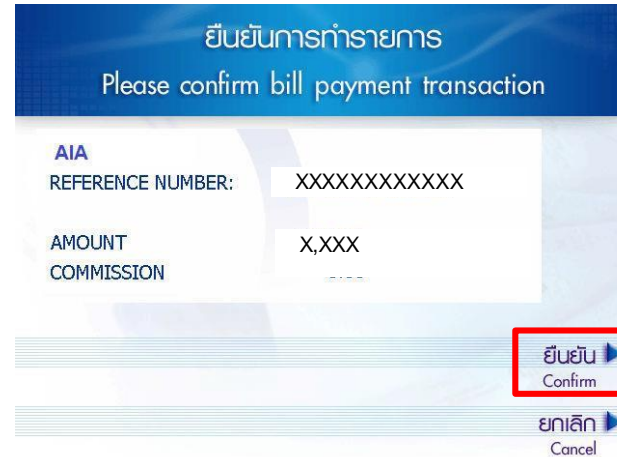 ยืนยันการทำรายการ
Please confirm bill payment transaction
AIA
REFERENCE NUMBER: XXXXXXXXXXXX
AMOUNT X,XXX
COMMISSION
ยืนยัน
Confirm
ยกเลิก
Cancel